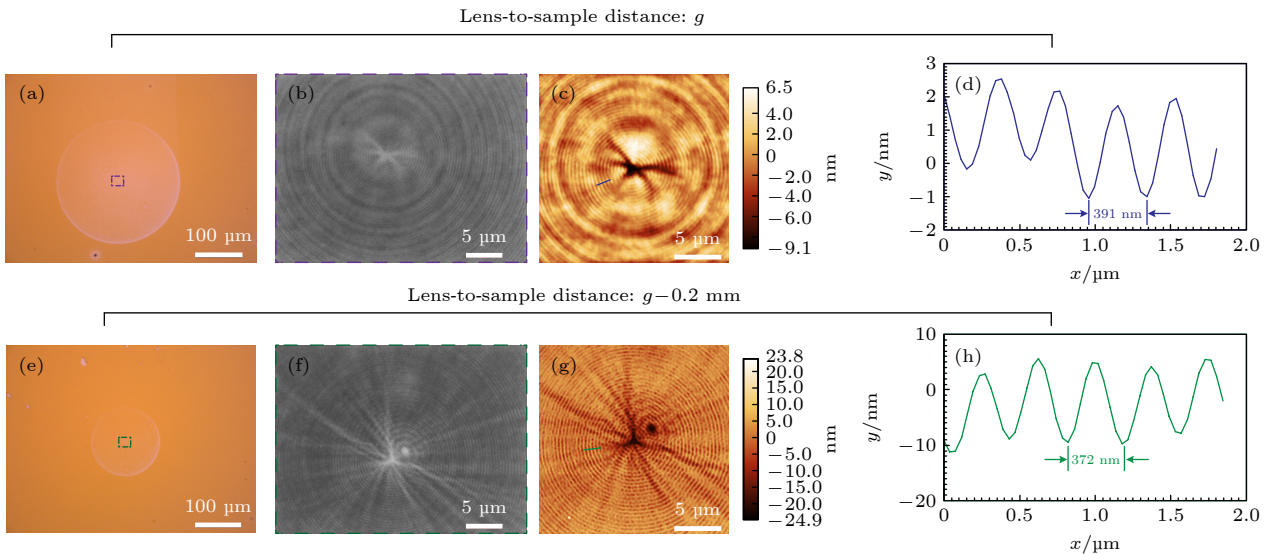 Lens-to-sample distance: g
(a)
100 µm
(b)
5 µm
(c)
5 µm
6.5
4.0
2.0
0
−2.0
−4.0
−6.0
−9.1
nm
(d)
3
2
1
0
−1
−2
y/nm
391 nm
0
0.5
1.0
1.5
2.0
x/µm
Lens-to-sample distance: g−0.2 mm
(e)
100 µm
(f)
5 µm
(g)
5 µm
23.8
20.0
15.0
10.0
5.0
0
−5.0
−10.0
−15.0
−20.0
−24.9
nm
(h)
10
0
−10
−20
y/nm
372 nm
0
0.5
1.0
1.5
2.0
x/µm